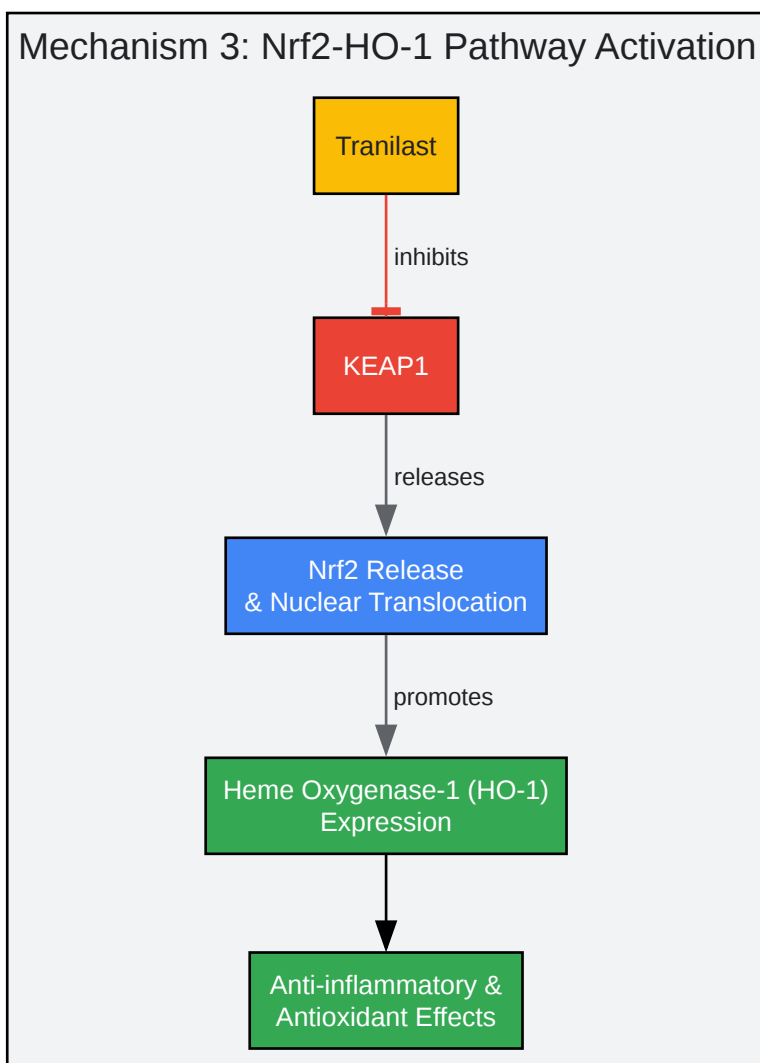 Mechanism 3: Nrf2-HO-1 Pathway Activation
Tranilast
inhibits
KEAP1
releases
Nrf2 Release
& Nuclear Translocation
promotes
Heme Oxygenase-1 (HO-1)
Expression
Anti-inflammatory &
Antioxidant Effects